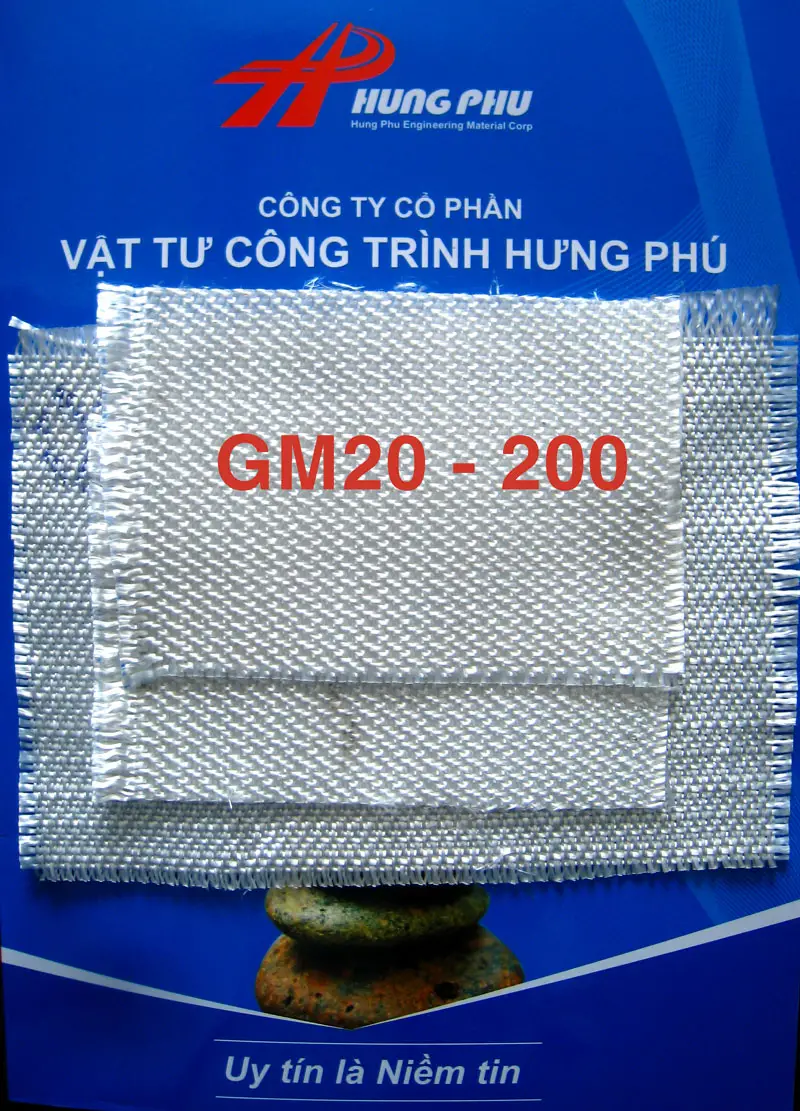 HUNG PHU
Hung Phu Engineering Material Corp
CÔNG TY CỔ PHẦN
VẬT TƯ CÔNG TRÌNH HƯNG PHÚ
GM20 - 200
Uy tín là Niềm tin